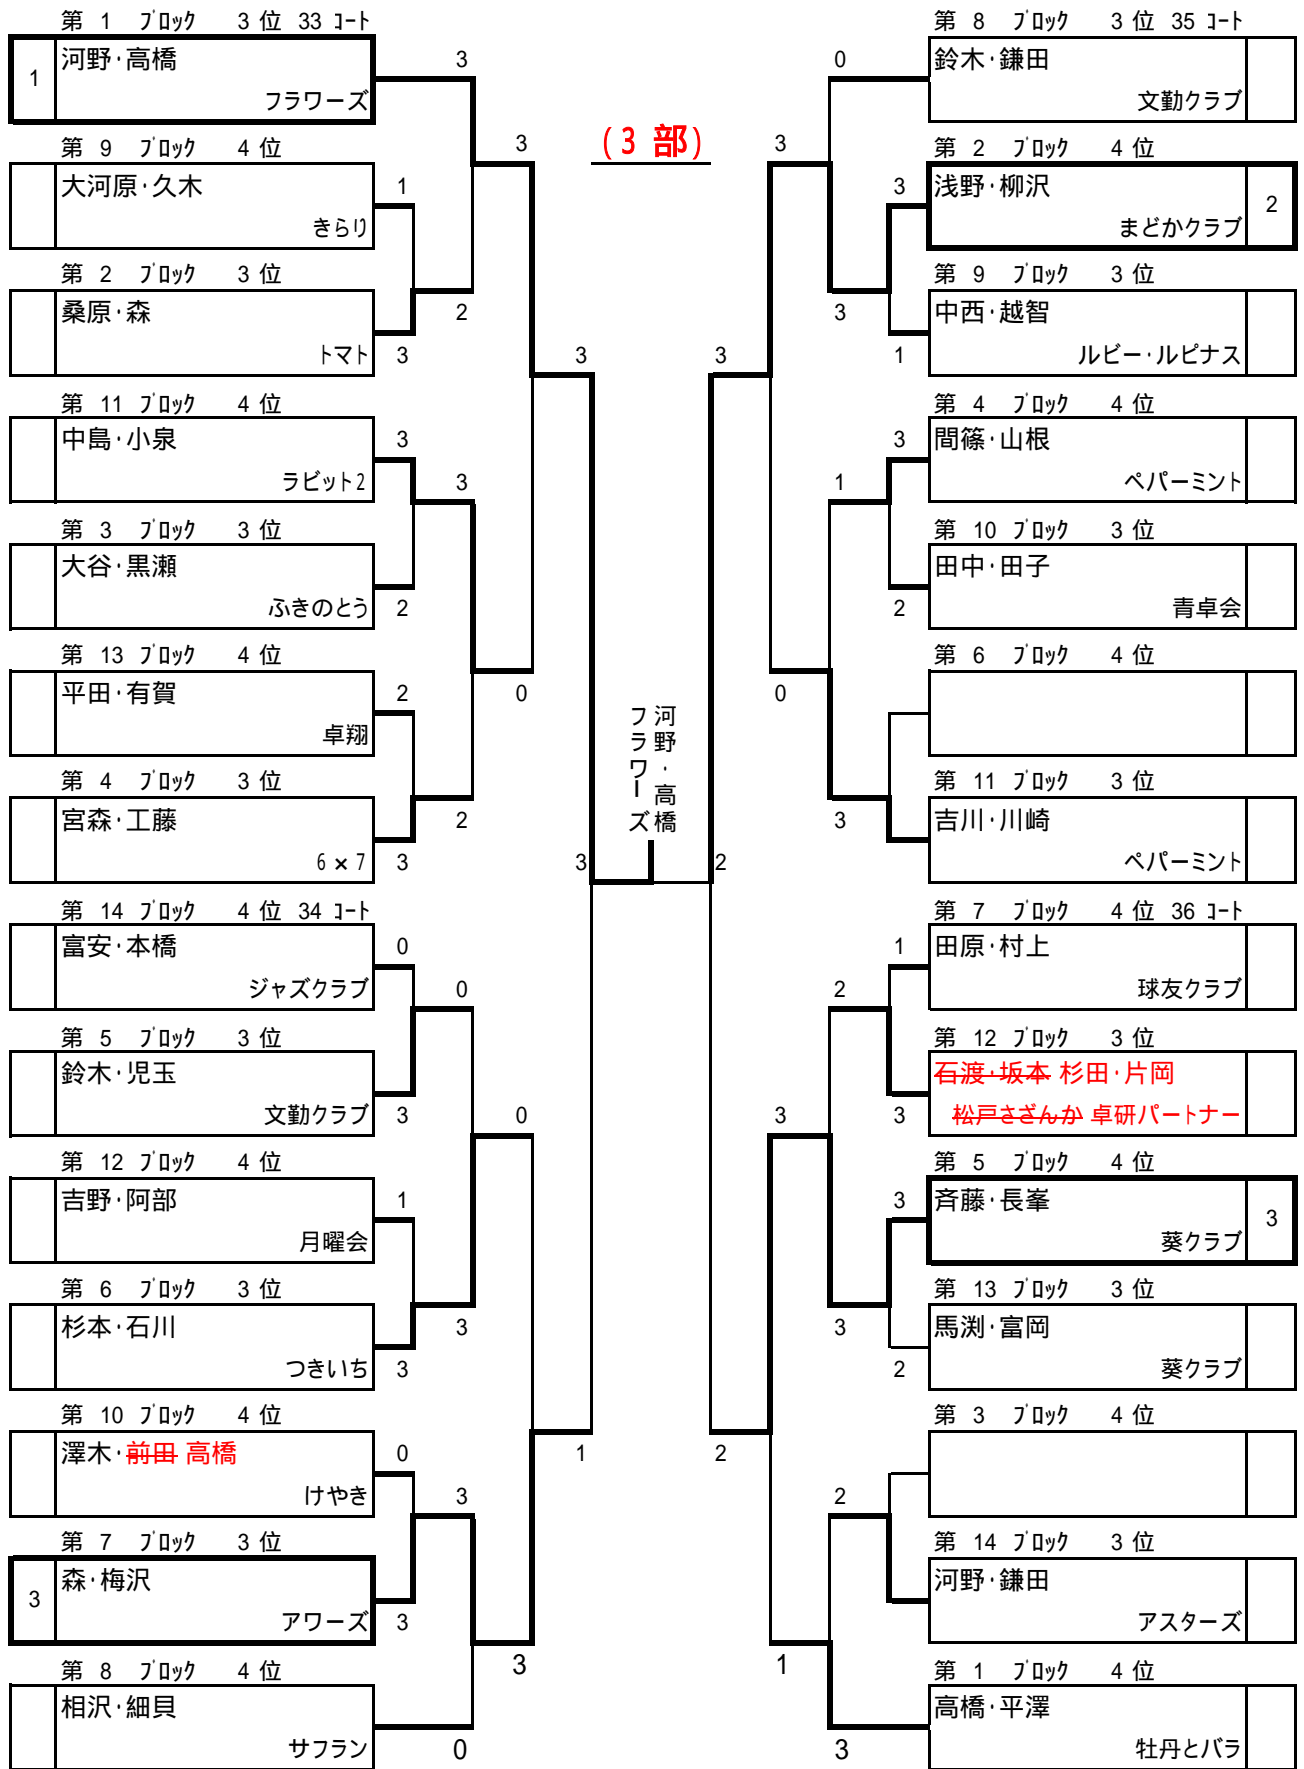 第 1 ブロック 3 位 33 コート
1
河野・高橋
フラワーズ
3
第 9 ブロック 4 位
大河原・久木
きらり
1
3
第 2 ブロック 3 位
桑原・森
トマト
3
2
3
第 11 ブロック 4 位
中島・小泉
ラビット2
3
3
第 3 ブロック 3 位
大谷・黒瀬
ふきのとう
2
第 13 ブロック 4 位
平田・有賀
卓翔
2
0
第 4 ブロック 3 位
宮森・工藤
6×7
3
2
3
第 14 ブロック 4 位 34 コート
富安・本橋
ジャズクラブ
0
0
第 5 ブロック 3 位
鈴木・児玉
文勤クラブ
3
0
第 12 ブロック 4 位
吉野・阿部
月曜会
1
第 6 ブロック 3 位
杉本・石川
つきいち
3
3
第 10 ブロック 4 位
澤木・前田 高橋
けやき
0
3
1
第 7 ブロック 3 位
3
森・梅沢
アワーズ
3
3
第 8 ブロック 4 位
相沢・細貝
サフラン
0
(3 部)
河野・高橋
フラワーズ
第 8 ブロック 3 位 35 コート
0
鈴木・鎌田
文勤クラブ
3
第 2 ブロック 4 位
3
浅野・柳沢
まどかクラブ
2
第 9 ブロック 3 位
3
中西・越智
ルビー・ルピナス
1
3
第 4 ブロック 4 位
3
間篠・山根
ペパーミント
1
第 10 ブロック 3 位
田中・田子
青卓会
2
第 6 ブロック 4 位
0
第 11 ブロック 3 位
3
吉川・川崎
ペパーミント
2
第 7 ブロック 4 位 36 コート
1
田原・村上
球友クラブ
2
第 12 ブロック 3 位
石渡・坂本 杉田・片岡
松戸さざんか 卓研パートナー
3
3
第 5 ブロック 4 位
3
斉藤・長峯
葵クラブ
3
第 13 ブロック 3 位
3
馬渕・富岡
葵クラブ
2
第 3 ブロック 4 位
2
2
第 14 ブロック 3 位
河野・鎌田
アスターズ
1
第 1 ブロック 4 位
高橋・平澤
牡丹とバラ
3